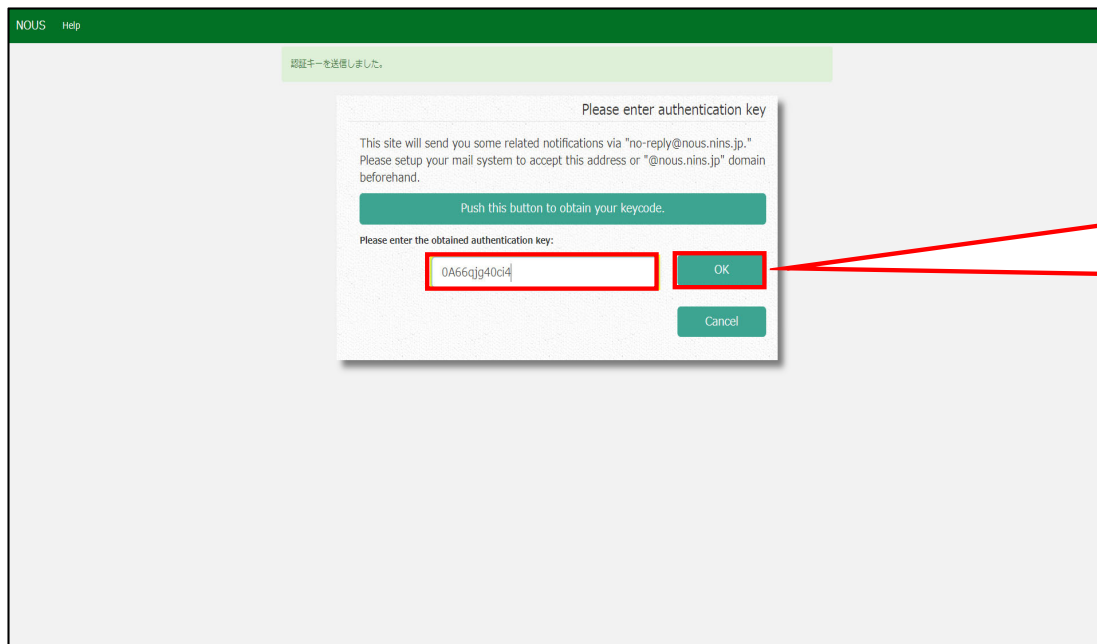 NOUS Help
認証キーを送信しました。
Please enter authentication key
This site will send you some related notifications via "no-reply@nous.nins.jp."
Please setup your mail system to accept this address or "@nous.nins.jp" domain
beforehand.
Push this button to obtain your keycode.
Please enter the obtained authentication key:
0A66qjg40ci4 OK
Cancel